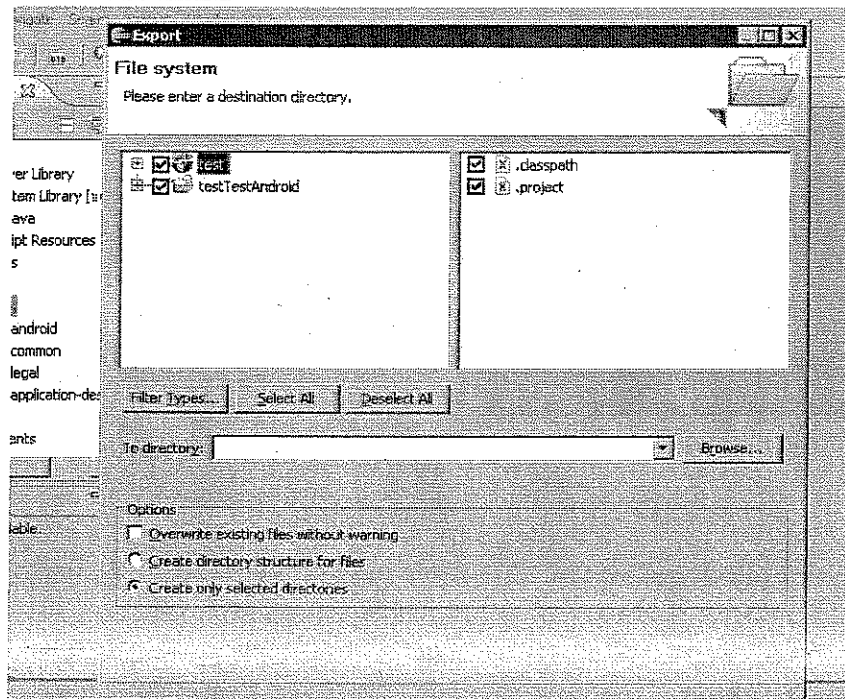 Export
File system
Please enter a destination directory.
test
testTestAndroid
.classpath
.project
er Library
tem Library
ava
ipt Resources
s
android
common
legal
application-des
ents
Filter Types...
Select All
Deselect All
To directory:
Browse...
Options
Overwrite existing files without warning
Create directory structure for files
Create only selected directories
able